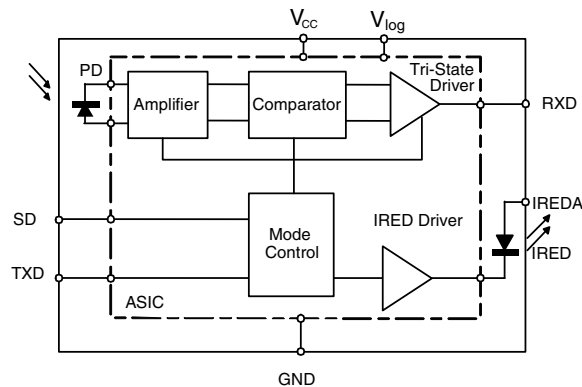 VCC
Vlog
PD
Amplifier
Comparator
Tri-State
Driver
RXD
SD
Mode
Control
IRED Driver
IREDA
IRED
TXD
ASIC
GND